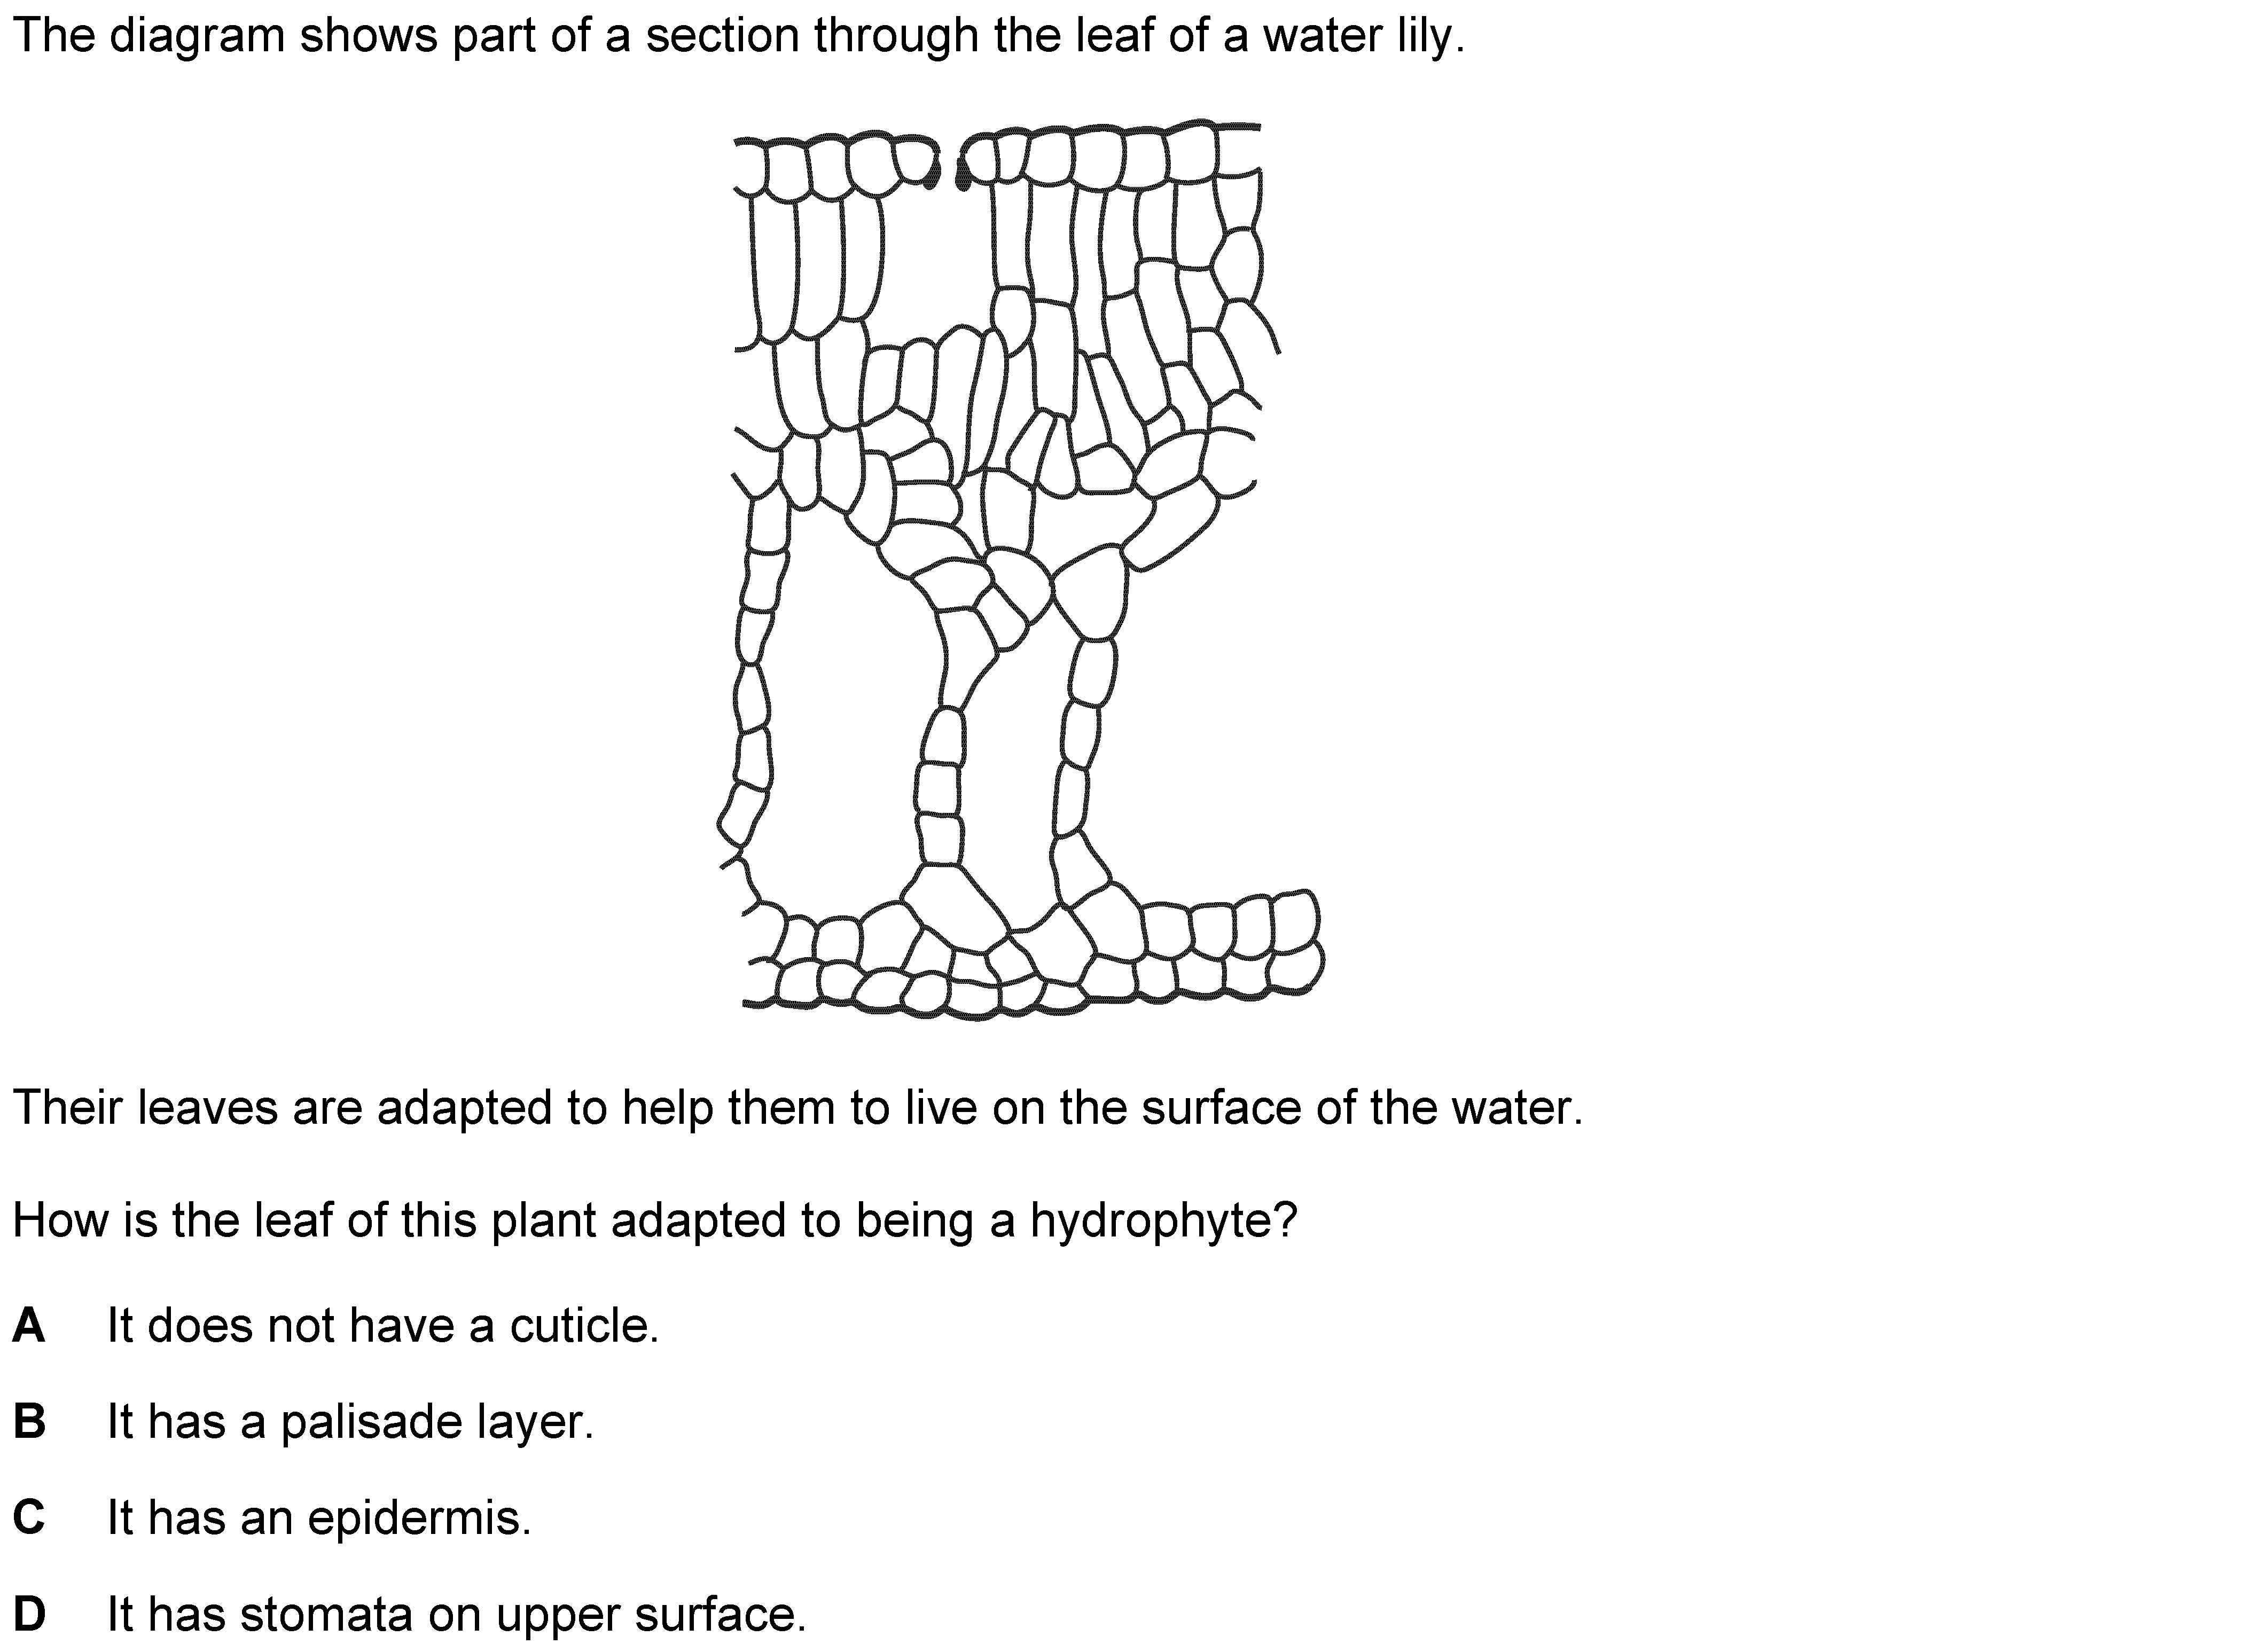 The diagram shows part of a section through the leaf of a water lily.
Their leaves are adapted to help them to live on the surface of the water.
How is the leaf of this plant adapted to being a hydrophyte?
A It does not have a cuticle.
B It has a palisade layer.
C It has an epidermis.
D It has stomata on upper surface.